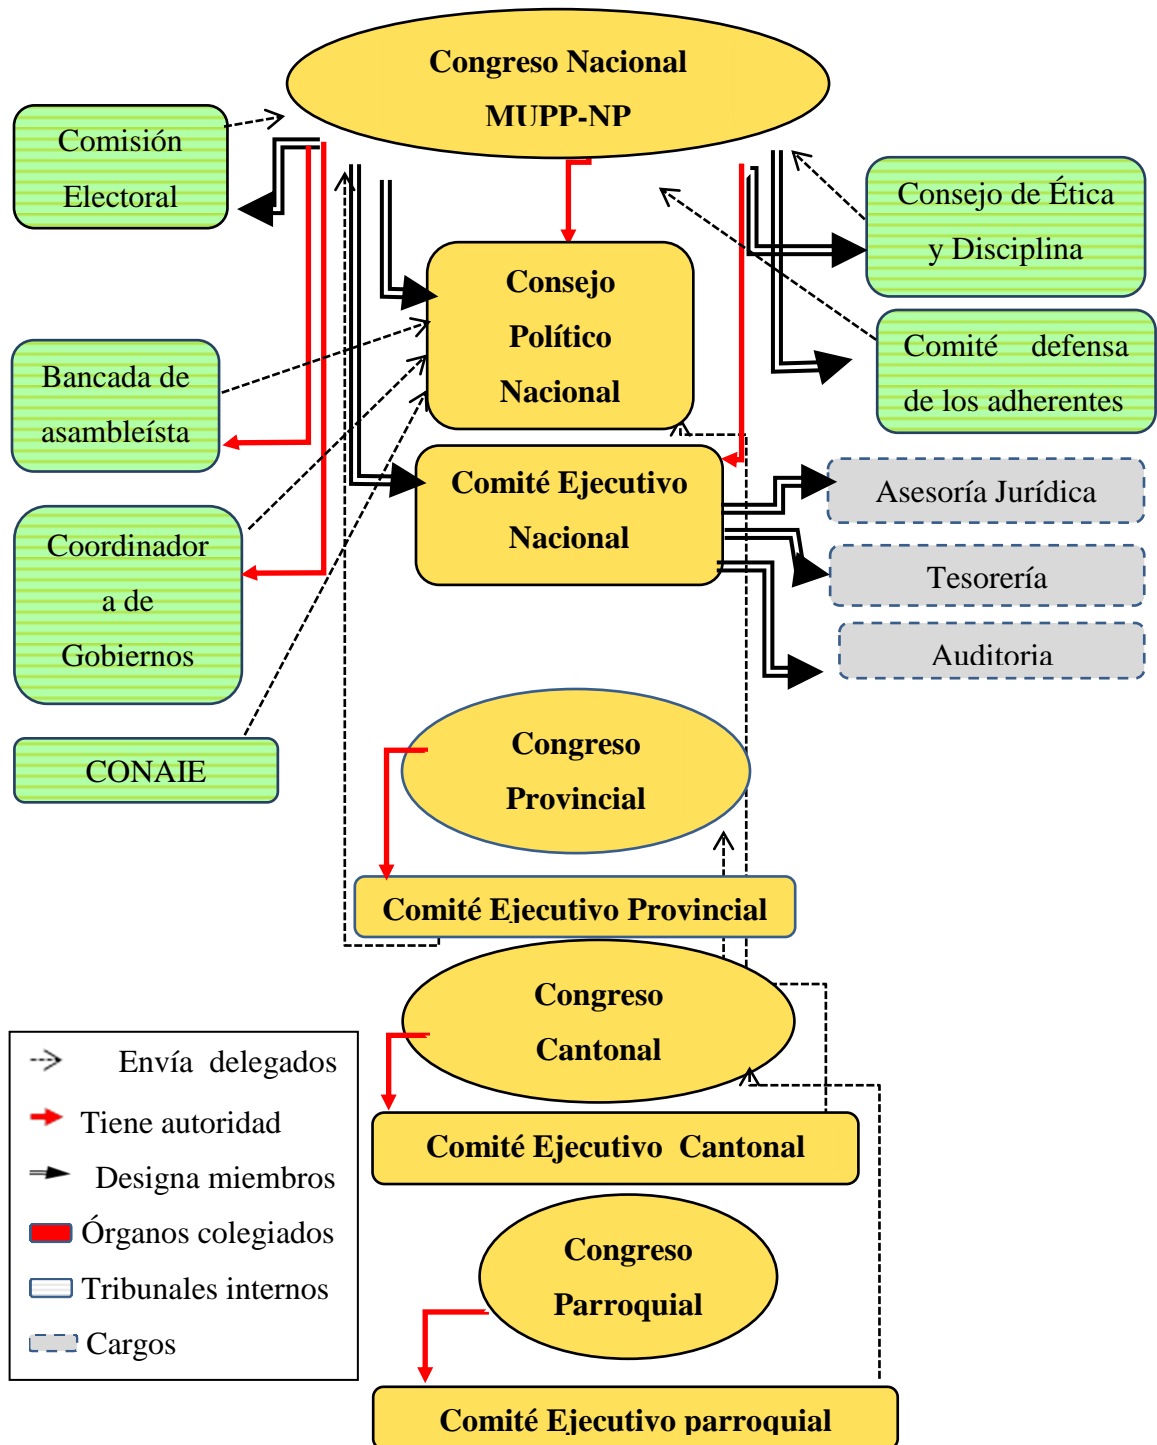 Congreso Nacional
MUPP-NP
Comisión
Electoral
Consejo de Ética
y Disciplina
Consejo
Político
Nacional
Comité defensa
de los adherentes
Bancada de
asambleísta
Comité Ejecutivo
Nacional
Asesoría Jurídica
Tesorería
Auditoria
Coordinador
a de
Gobiernos
CONAIE
Congreso
Provincial
Comité Ejecutivo Provincial
Congreso
Cantonal
Comité Ejecutivo Cantonal
Congreso
Parroquial
Comité Ejecutivo parroquial
Envía delegados
Tiene autoridad
Designa miembros
Órganos colegiados
Tribunales internos
Cargos